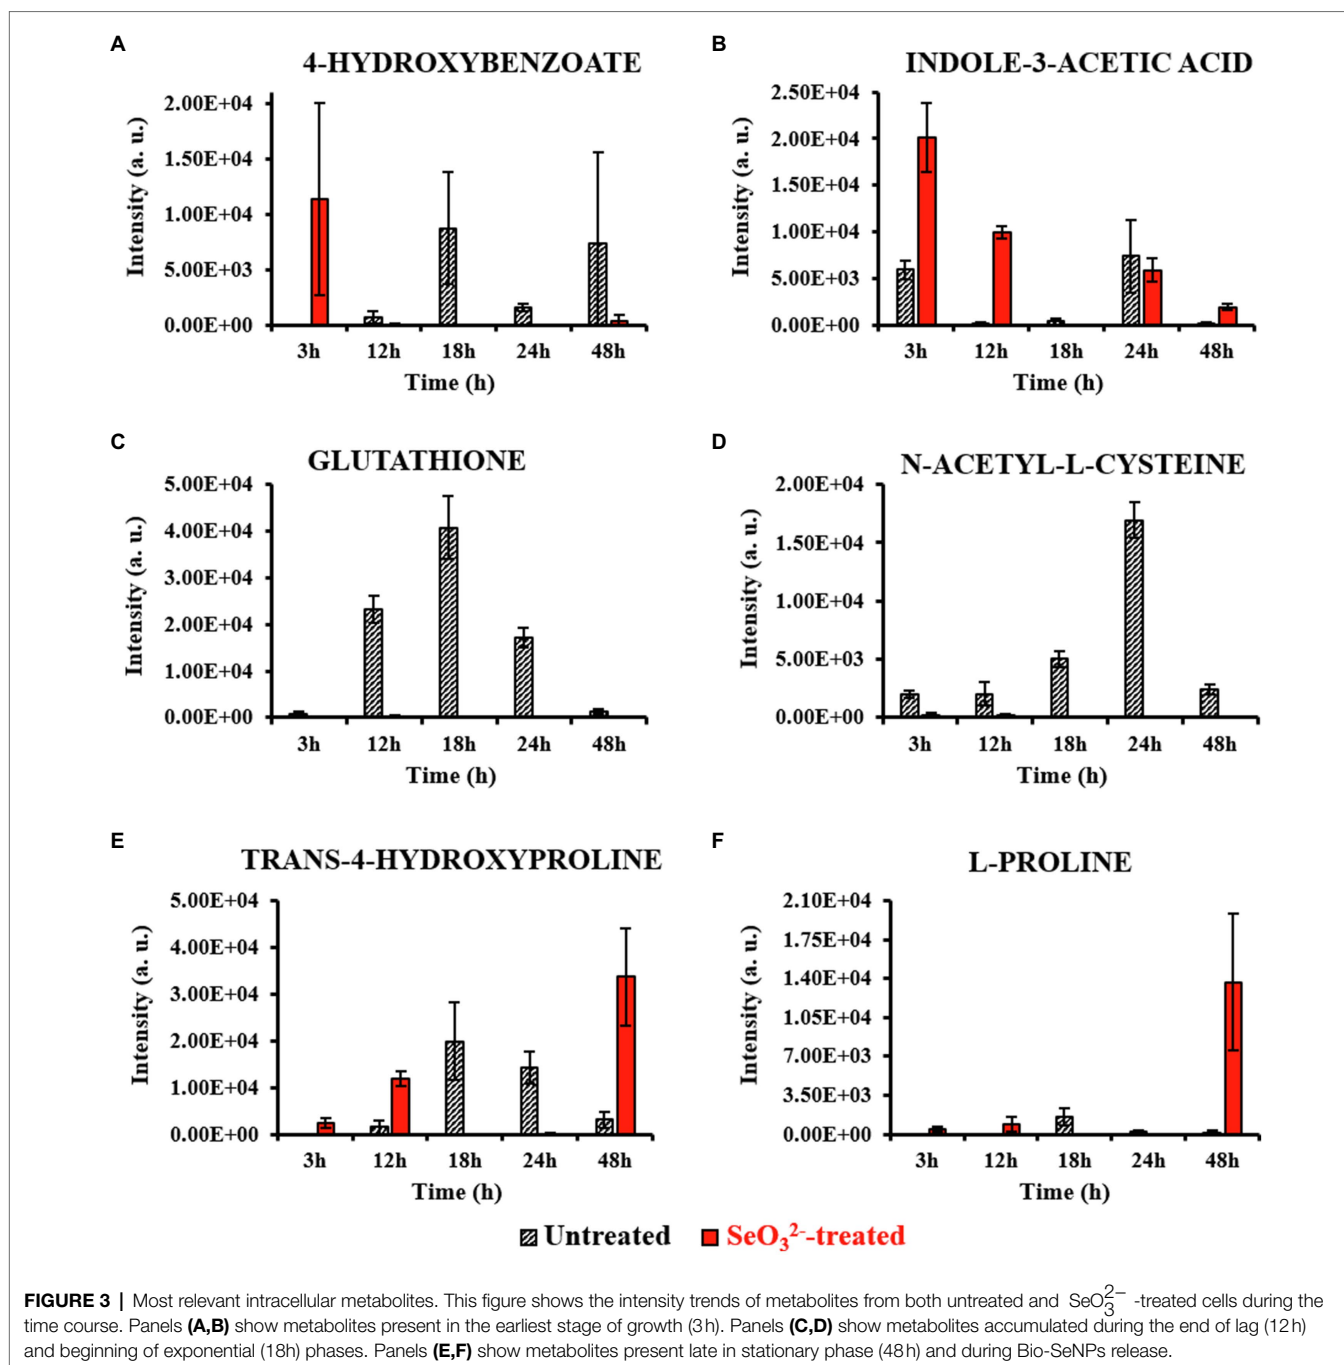 A
4-HYDROXYBENZOATE
Intensity (a. u.)
2.00E+04
1.50E+04
1.00E+04
5.00E+03
0.00E+00
3h 12h 18h 24h 48h
Time (h)
B
INDOLE-3-ACETIC ACID
Intensity (a. u.)
2.50E+04
2.00E+04
1.50E+04
1.00E+04
5.00E+03
0.00E+00
3h 12h 18h 24h 48h
Time (h)
C
GLUTATHIONE
Intensity (a. u.)
5.00E+04
4.00E+04
3.00E+04
2.00E+04
1.00E+04
0.00E+00
3h 12h 18h 24h 48h
Time (h)
D
N-ACETYL-L-CYSTEINE
Intensity (a. u.)
2.00E+04
1.50E+04
1.00E+04
5.00E+03
0.00E+00
3h 12h 18h 24h 48h
Time (h)
E
TRANS-4-HYDROXYPROLINE
Intensity (a. u.)
5.00E+04
4.00E+04
3.00E+04
2.00E+04
1.00E+04
0.00E+00
3h 12h 18h 24h 48h
Time (h)
F
L-PROLINE
Intensity (a. u.)
2.10E+04
1.75E+04
1.40E+04
1.05E+04
7.00E+03
3.50E+03
0.00E+00
3h 12h 18h 24h 48h
Time (h)
Untreated SeO₃²⁻-treated
FIGURE 3 | Most relevant intracellular metabolites. This figure shows the intensity trends of metabolites from both untreated and SeO₃²⁻ -treated cells during the
time course. Panels (A,B) show metabolites present in the earliest stage of growth (3h). Panels (C,D) show metabolites accumulated during the end of lag (12h)
and beginning of exponential (18h) phases. Panels (E,F) show metabolites present late in stationary phase (48h) and during Bio-SeNPs release.